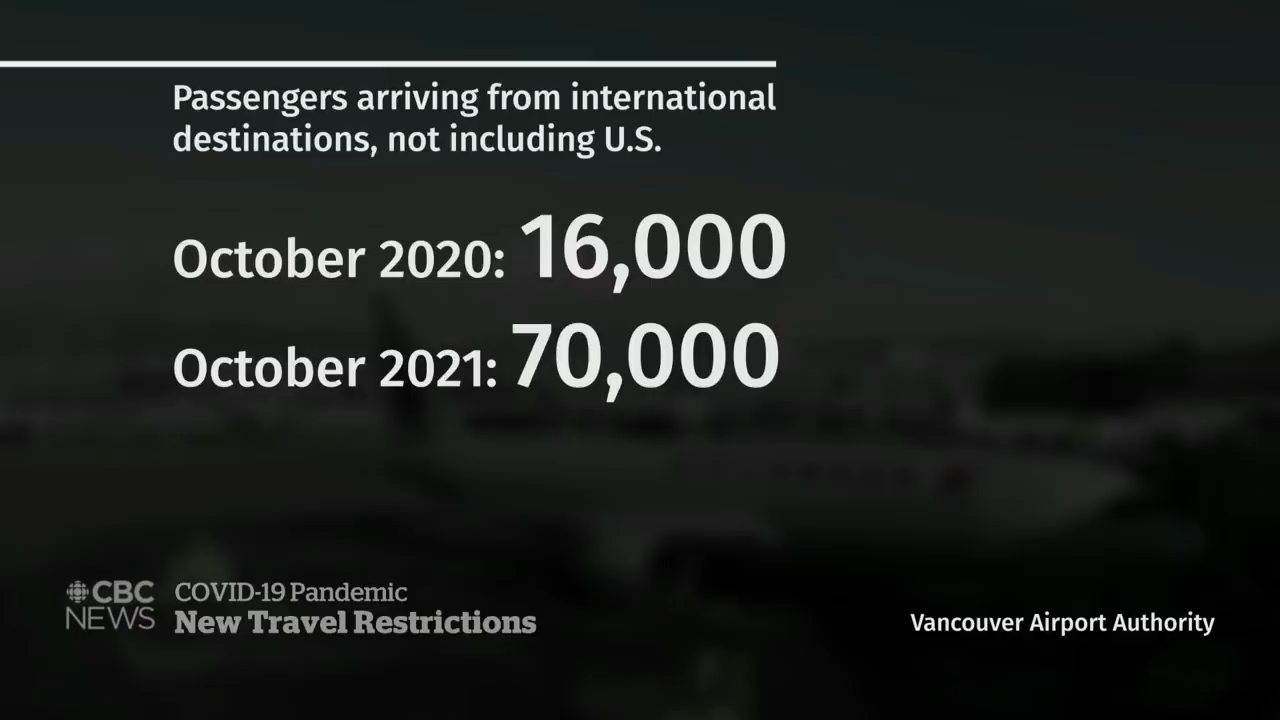 Passengers arriving from international
destinations, not including U.S.
October 2020: 16,000
October 2021: 70,000
CBC
NEWS
COVID-19 Pandemic
New Travel Restrictions
Vancouver Airport Authority